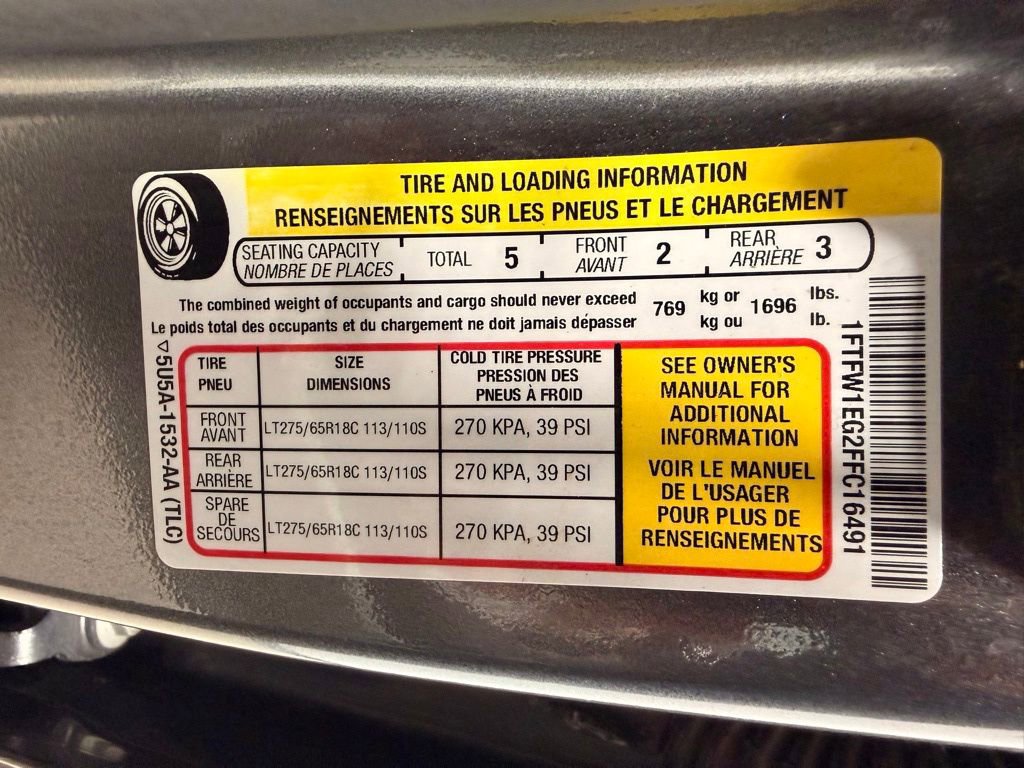 TIRE AND LOADING INFORMATION
RENSEIGNEMENTS SUR LES PNEUS ET LE CHARGEMENT
SEATING CAPACITY
NOMBRE DE PLACES
TOTAL 5
FRONT
AVANT 2
REAR
ARRIÈRE 3
The combined weight of occupants and cargo should never exceed 769 kg or 1696 lbs.
Le poids total des occupants et du chargement ne doit jamais dépasser kg ou lb.
TIRE
PNEU
SIZE
DIMENSIONS
COLD TIRE PRESSURE
PRESSION DES
PNEUS À FROID
FRONT
AVANT
LT275/65R18C 113/110S
270 KPA, 39 PSI
REAR
ARRIÈRE
LT275/65R18C 113/110S
270 KPA, 39 PSI
SPARE
DE
SECOURS
LT275/65R18C 113/110S
270 KPA, 39 PSI
SEE OWNER'S
MANUAL FOR
ADDITIONAL
INFORMATION
VOIR LE MANUEL
DE L'USAGER
POUR PLUS DE
RENSEIGNEMENTS
▽5U5A-1532-AA (TLC)
1FTFW1EG2FFC16491